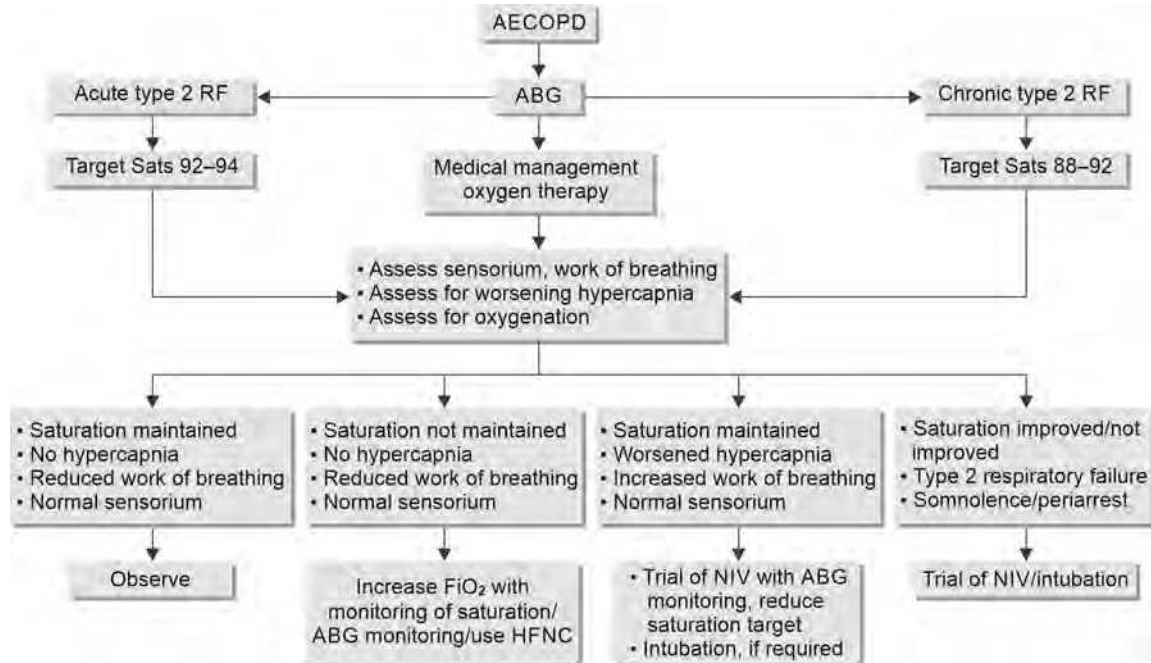 AECOPD
Acute type 2 RF
ABG
Chronic type 2 RF
Target Sats 92–94
Medical management
oxygen therapy
Target Sats 88–92
• Assess sensorium, work of breathing
• Assess for worsening hypercapnia
• Assess for oxygenation
• Saturation maintained
• No hypercapnia
• Reduced work of breathing
• Normal sensorium
• Saturation not maintained
• No hypercapnia
• Reduced work of breathing
• Normal sensorium
• Saturation maintained
• Worsened hypercapnia
• Increased work of breathing
• Normal sensorium
• Saturation improved/not
improved
• Type 2 respiratory failure
• Somnolence/periarrest
Observe
Increase FiO₂ with
monitoring of saturation/
ABG monitoring/use HFNC
• Trial of NIV with ABG
monitoring, reduce
saturation target
• Intubation, if required
Trial of NIV/intubation